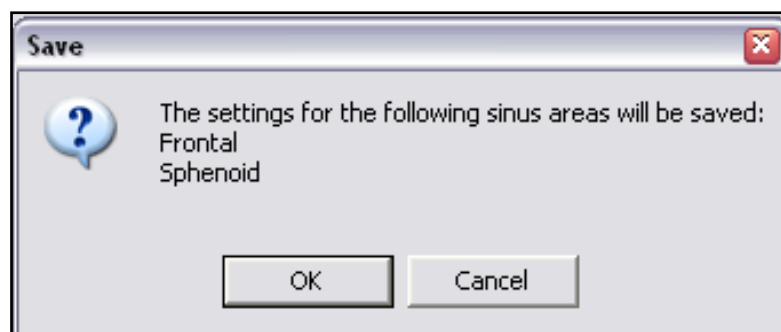 Save
The settings for the following sinus areas will be saved:
Frontal
Sphenoid
OK
Cancel